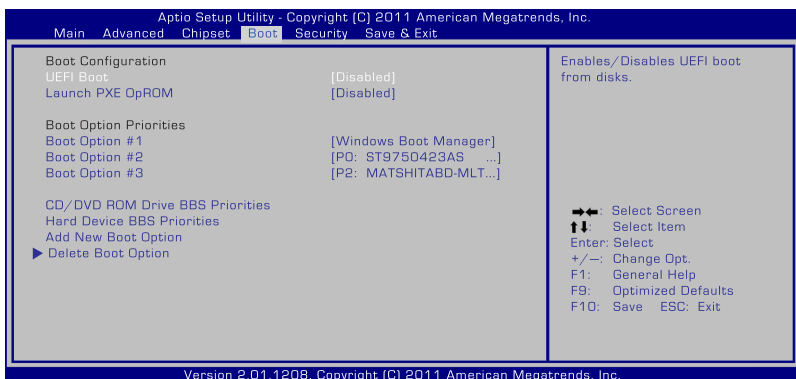 Aptio Setup Utility - Copyright (C) 2011 American Megatrends, Inc.
Main Advanced Chipset Boot Security Save & Exit
Boot Configuration
UEFI Boot [Disabled]
Launch PXE OpROM [Disabled]
Boot Option Priorities
Boot Option #1 [Windows Boot Manager]
Boot Option #2 [P0: ST9750423AS ...]
Boot Option #3 [P2: MATSHITABD-MLT...]
CD/DVD ROM Drive BBS Priorities
Hard Device BBS Priorities
Add New Boot Option
Delete Boot Option
Enables/Disables UEFI boot
from disks.
→←: Select Screen
↑↓: Select Item
Enter: Select
+/—: Change Opt.
F1: General Help
F9: Optimized Defaults
F10: Save ESC: Exit
Version 2.01.1208. Copyright (C) 2011 American Megatrends, Inc.